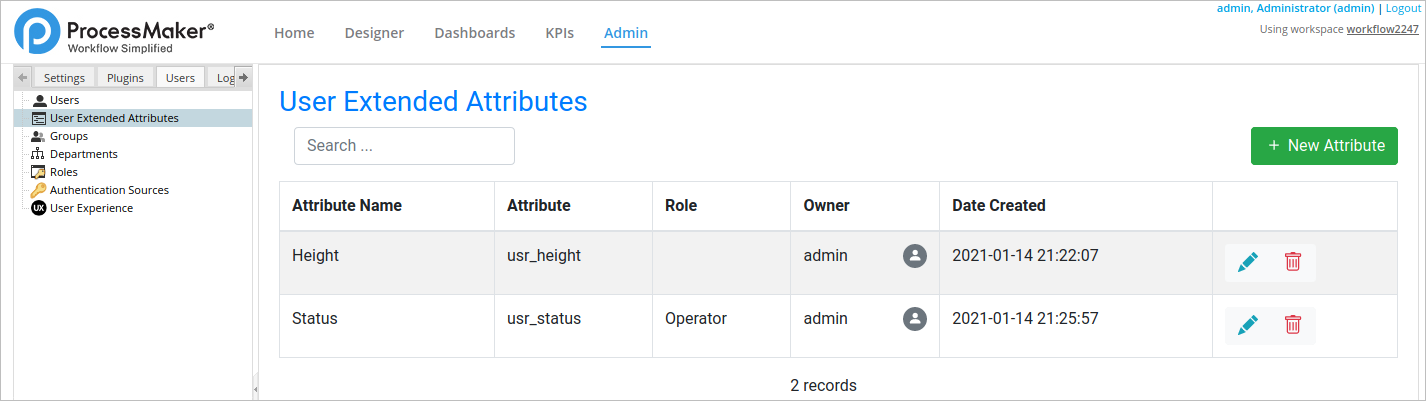 admin, Administrator (admin) | Logout
Using workspace workflow2247
ProcessMaker®
Workflow Simplified
Home Designer Dashboards KPIs Admin
Settings Plugins Users Log
Users
User Extended Attributes
Groups
Departments
Roles
Authentication Sources
UX User Experience
User Extended Attributes
Search ...
+ New Attribute
Attribute Name Attribute Role Owner Date Created
Height usr_height admin 2021-01-14 21:22:07
Status usr_status Operator admin 2021-01-14 21:25:57
2 records